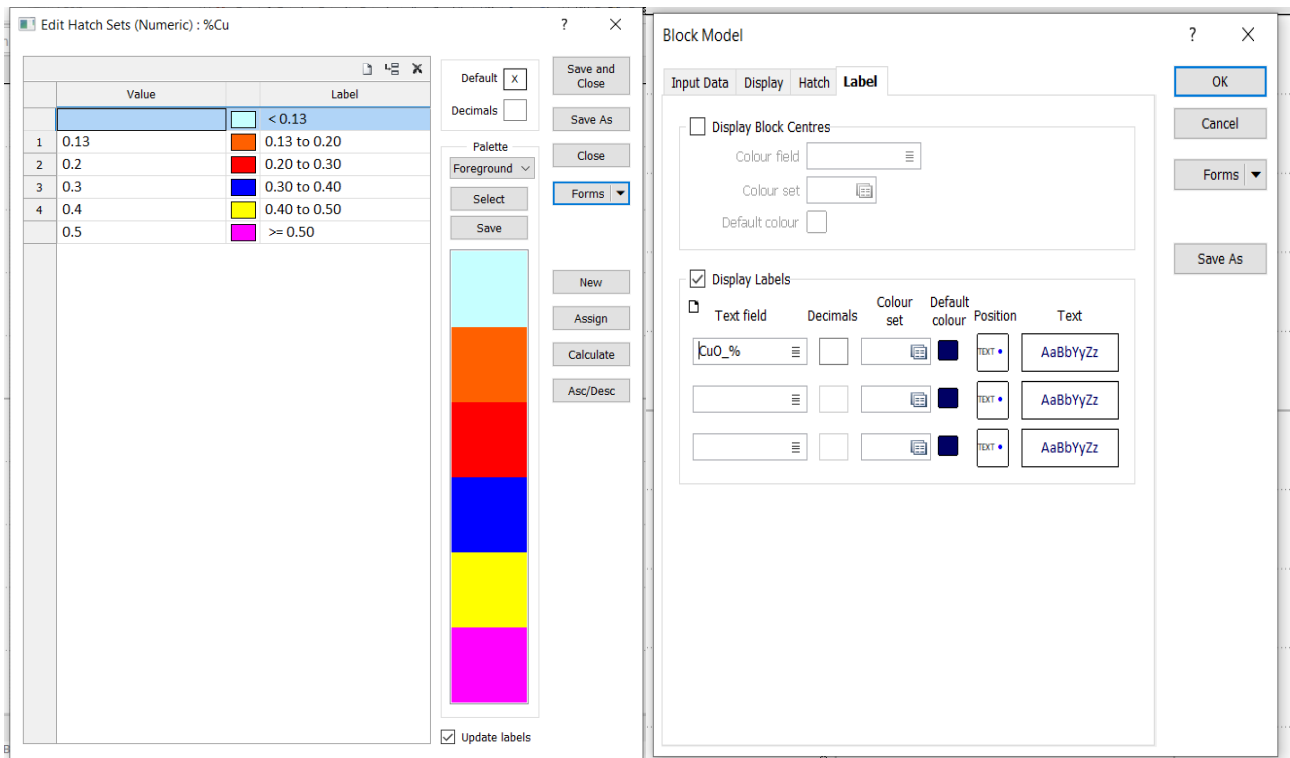 Edit Hatch Sets (Numeric) : %Cu ? ×
Value Label
< 0.13
1 0.13 0.13 to 0.20
2 0.2 0.20 to 0.30
3 0.3 0.30 to 0.40
4 0.4 0.40 to 0.50
0.5 >= 0.50
Default X
Decimals
Palette
Foreground
Select
Save
Update labels
Save and
Close
Save As
Close
Forms
New
Assign
Calculate
Asc/Desc
Block Model ? ×
Input Data Display Hatch Label
Display Block Centres
Colour field
Colour set
Default colour
Display Labels
Text field Decimals Colour set Default colour Position Text
CuO_% TEXT AaBbYyZz
TEXT AaBbYyZz
TEXT AaBbYyZz
OK
Cancel
Forms
Save As